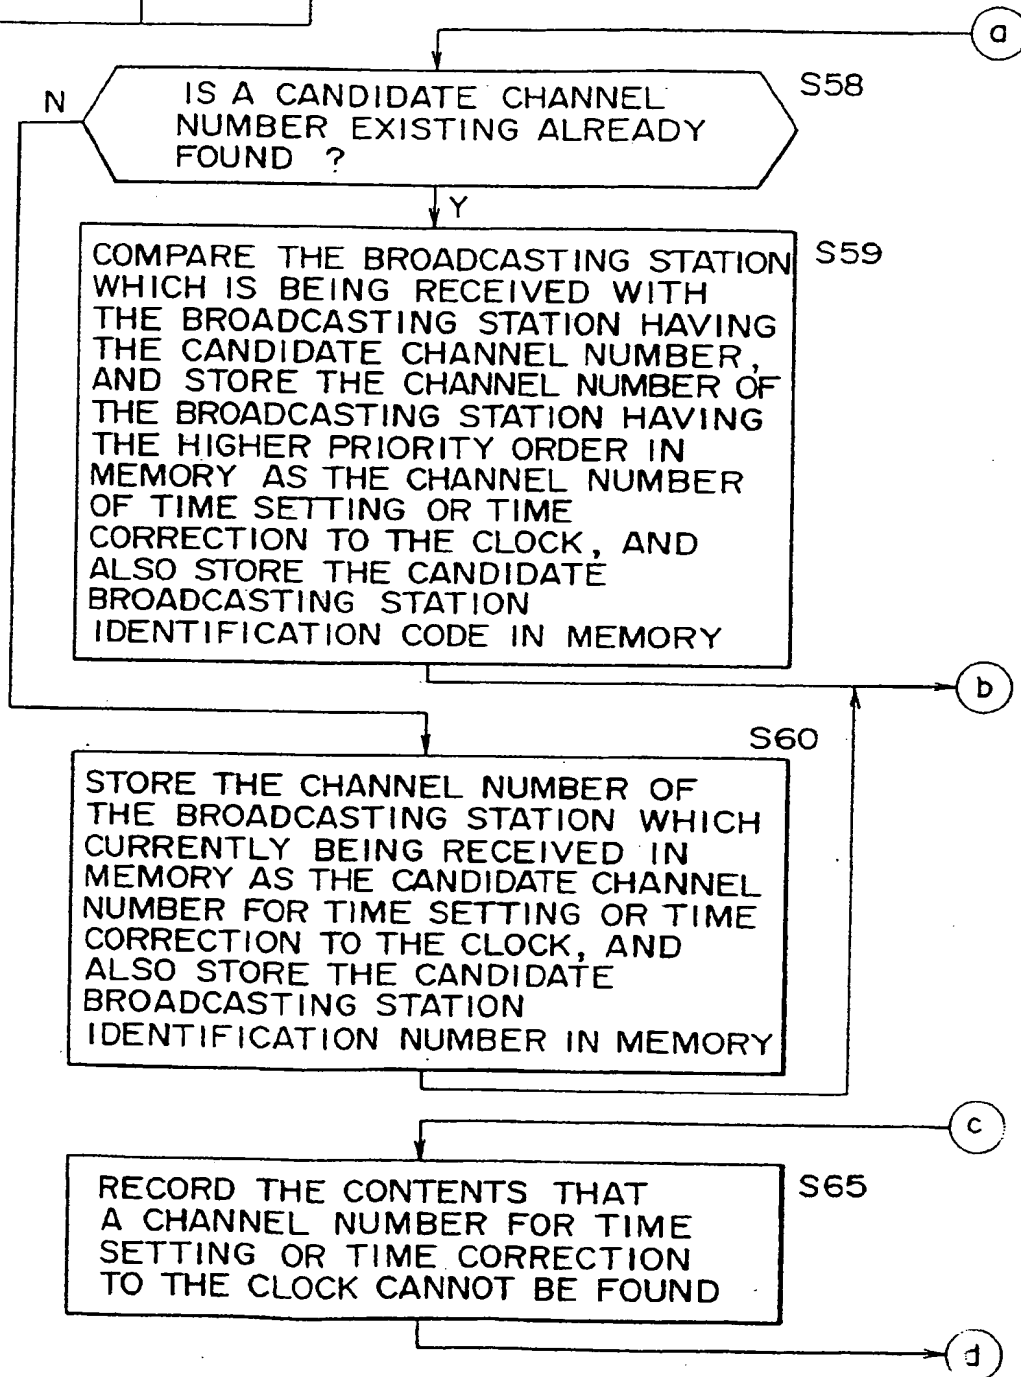 a
S58
N
IS A CANDIDATE CHANNEL
NUMBER EXISTING ALREADY
FOUND ?
Y
S59
COMPARE THE BROADCASTING STATION
WHICH IS BEING RECEIVED WITH
THE BROADCASTING STATION HAVING
THE CANDIDATE CHANNEL NUMBER,
AND STORE THE CHANNEL NUMBER OF
THE BROADCASTING STATION HAVING
THE HIGHER PRIORITY ORDER IN
MEMORY AS THE CHANNEL NUMBER
OF TIME SETTING OR TIME
CORRECTION TO THE CLOCK, AND
ALSO STORE THE CANDIDATE
BROADCASTING STATION
IDENTIFICATION CODE IN MEMORY
b
S60
STORE THE CHANNEL NUMBER OF
THE BROADCASTING STATION WHICH
CURRENTLY BEING RECEIVED IN
MEMORY AS THE CANDIDATE CHANNEL
NUMBER FOR TIME SETTING OR TIME
CORRECTION TO THE CLOCK, AND
ALSO STORE THE CANDIDATE
BROADCASTING STATION
IDENTIFICATION NUMBER IN MEMORY
c
S65
RECORD THE CONTENTS THAT
A CHANNEL NUMBER FOR TIME
SETTING OR TIME CORRECTION
TO THE CLOCK CANNOT BE FOUND
d